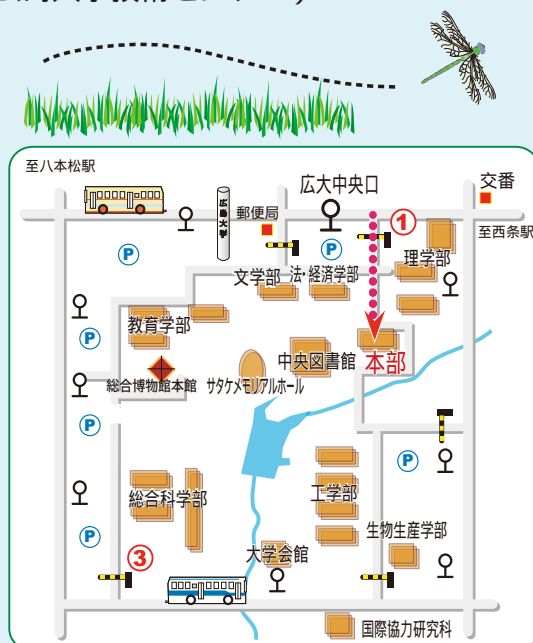 至八本松駅
広島大学
郵便局
広大中央口
交番
①
至西条駅
P
P
理学部
文学部
法・経済学部
教育学部
P
中央図書館
本部
総合博物館本館
サタケメモリアルホール
P
P
総合科学部
工学部
生物生産学部
P
③
大学会館
国際協力研究科